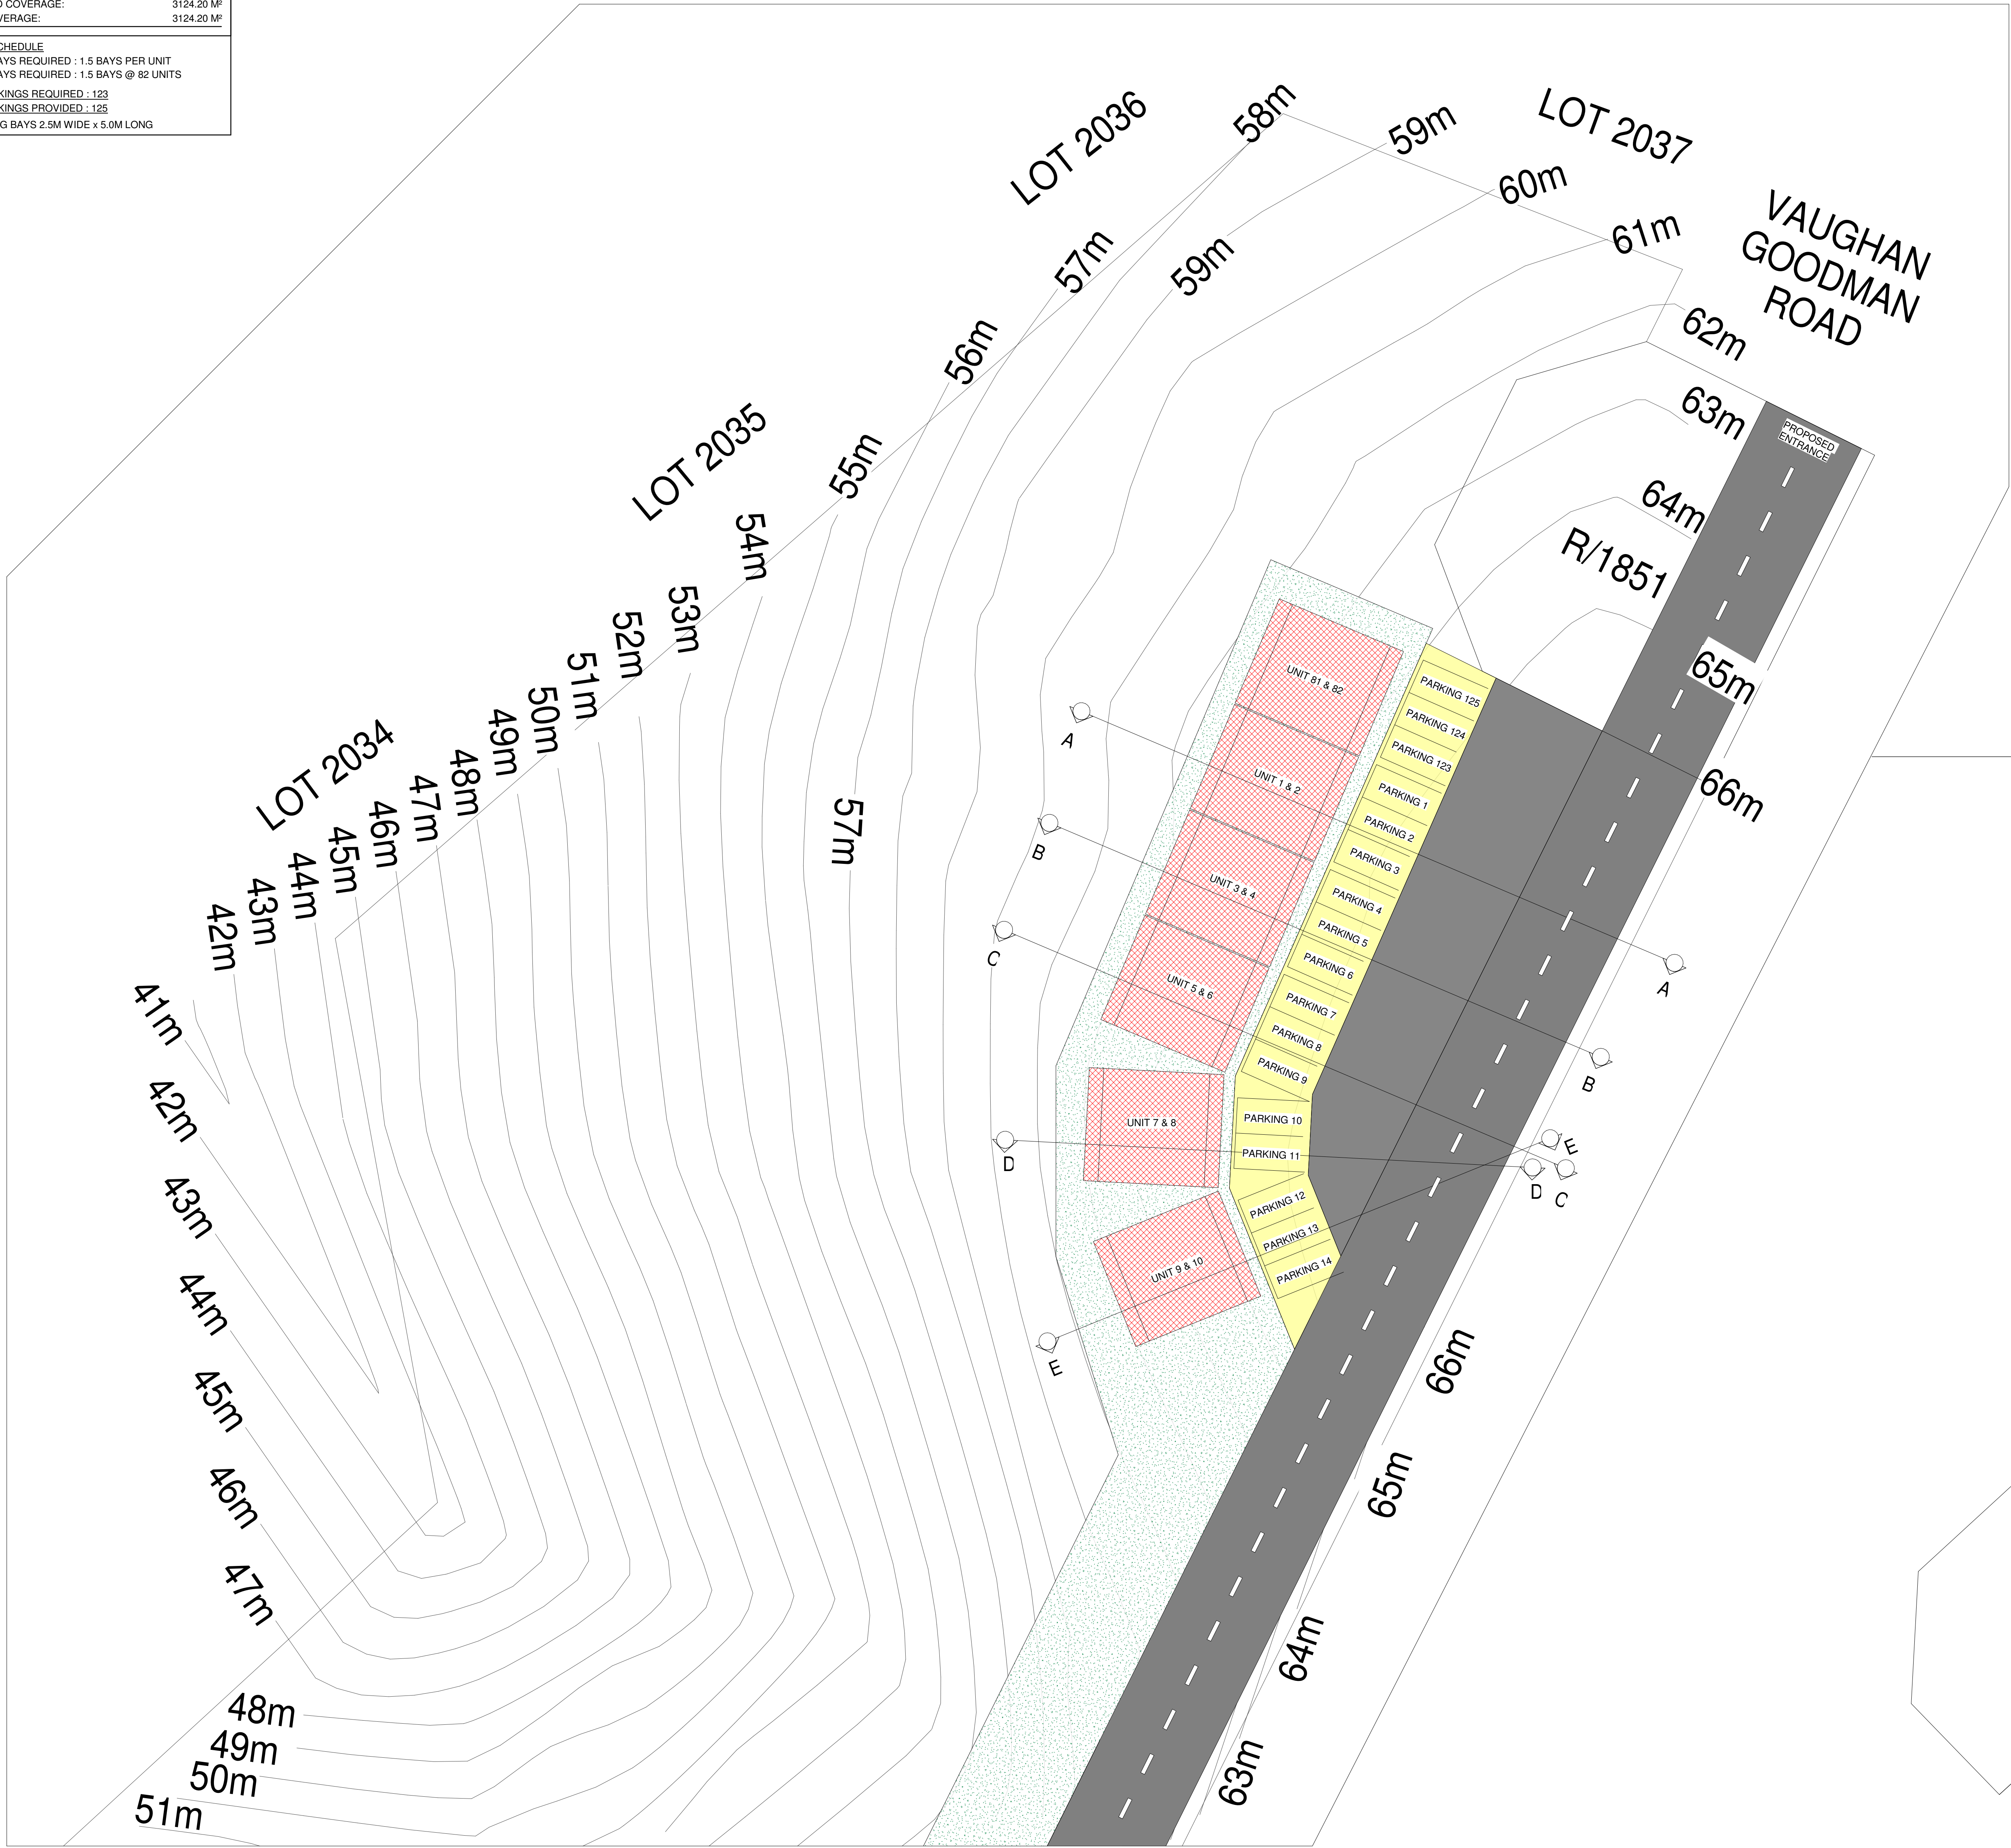 COVERAGE: 3124.20 M²
3124.20 M²
BAYS REQUIRED : 1.5 BAYS PER UNIT
BAYS REQUIRED : 1.5 BAYS @ 82 UNITS
REQUIRED : 123
PROVIDED : 125
BAYS 2.5M WIDE x 5.0M LONG
LOT 2036
LOT 2037
VAUGHAN
GOODMAN
ROAD
58m
59m
60m
61m
62m
63m
64m
R/1851
65m
66m
PROPOSED
ENTRANCE
57m
59m
56m
55m
LOT 2035
54m
53m
52m
51m
50m
49m
48m
47m
46m
45m
44m
43m
42m
41m
LOT 2034
57m
UNIT 81 & 82
UNIT 1 & 2
UNIT 3 & 4
UNIT 5 & 6
UNIT 7 & 8
UNIT 9 & 10
PARKING 125
PARKING 124
PARKING 123
PARKING 1
PARKING 2
PARKING 3
PARKING 4
PARKING 5
PARKING 6
PARKING 7
PARKING 8
PARKING 9
PARKING 10
PARKING 11
PARKING 12
PARKING 13
PARKING 14
A
B
C
D
E
A
B
E
D
C
42m
43m
44m
45m
46m
47m
48m
49m
50m
51m
66m
65m
64m
63m